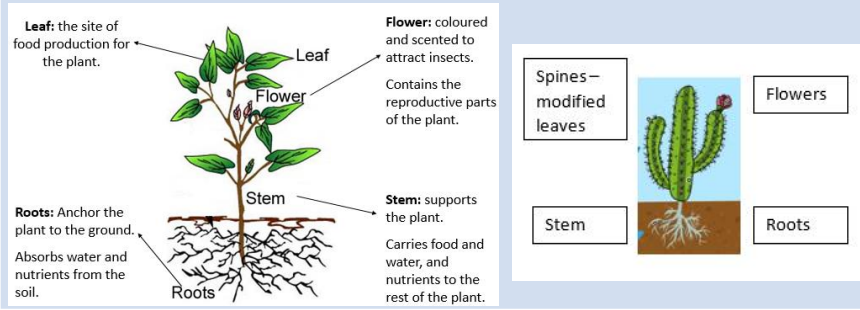 Leaf: the site of
food production for
the plant.
Flower: coloured
and scented to
attract insects.
Contains the
reproductive parts
of the plant.
Leaf
Flower
Stem
Roots
Roots: Anchor the
plant to the ground.
Absorbs water and
nutrients from the
soil.
Stem: supports
the plant.
Carries food and
water, and
nutrients to the
rest of the plant.
Spines –
modified
leaves
Flowers
Stem
Roots